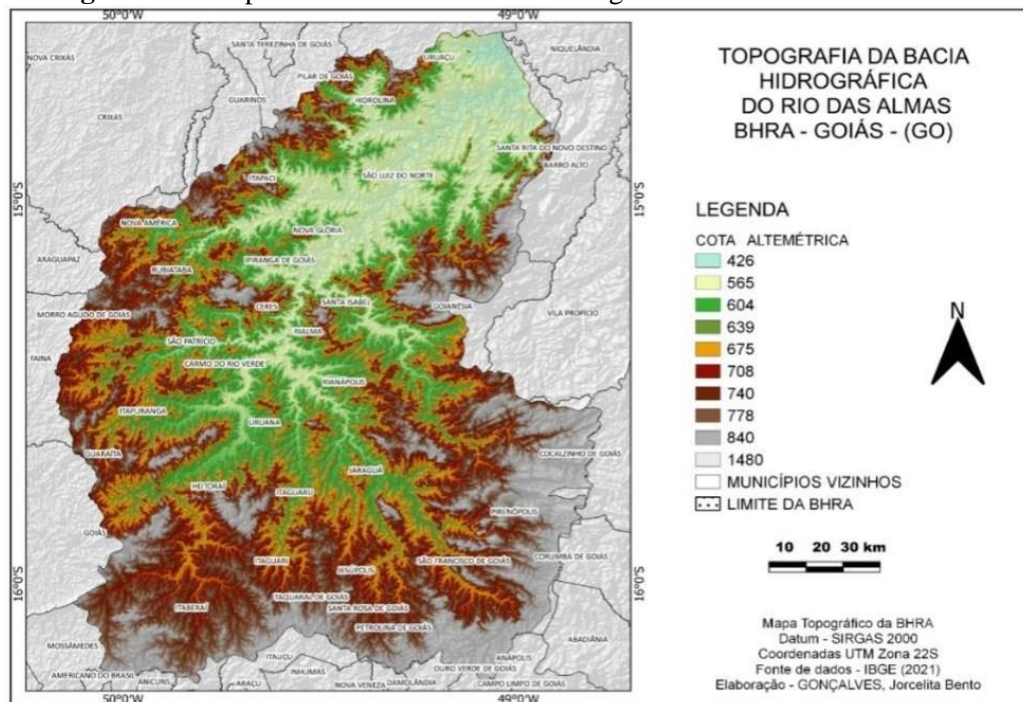 50°0'0"W 49°0'0"W
SANTA TEREZINHA DE GOIÁS
NIQUELÂNDIA
NOVA CRIXÁS
URUAÇU
PILAR DE GOIÁS
GUARINOS
HIDROLINA
CRIXÁS
SANTA RITA DO NOVO DESTINO
BARRO ALTO
ITAPACI
SÃO LUIZ DO NORTE
15°0'S 15°0'S
NOVA AMÉRICA
NOVA GLÓRIA
ARAGUAPAZ
IPIRANGA DE GOIÁS
RUBIATABA
CERES
SANTA ISABEL
GOIANÉSIA
MORRO AGUDO DE GOIAS
VILA PROPÍCIO
RIALMA
SÃO PATRÍCIO
FAINA
CARMO DO RIO VERDE
RIANÁPOLIS
ITAPURANGA
URUANA
GUARAÍTA
COCALZINHO DE GOIÁS
JARAGUÁ
HEITORAÍ
ITAGUARU
PIRENÓPOLIS
GOIÁS
CORUMBA DE GOIÁS
ITAGUARI
SÃO FRANCISCO DE GOIÁS
JESÚPOLIS
16°0'S 16°0'S
TAQUARAL DE GOIÁS
ITABERAÍ
SANTA ROSA DE GOIÁS
PETROLINA DE GOIÁS
MOSSÂMEDES
ABADIÂNIA
ITAUÇU
ANÁPOLIS
INHUMAS
OURO VERDE DE GOIÁS
AMERICANO DO BRASIL
ANICUNS
ARAÇU
NOVA VENEZA
DAMOLÂNDIA
CAMPO LIMPO DE GOIÁS
50°0'0"W 49°0'0"W
TOPOGRAFIA DA BACIA
HIDROGRÁFICA
DO RIO DAS ALMAS
BHRA - GOIÁS - (GO)
LEGENDA
COTA ALTEMÉTRICA
426
565
604
639
675
708
740
778
840
1480
MUNICÍPIOS VIZINHOS
LIMITE DA BHRA
N
10 20 30 km
Mapa Topográfico da BHRA
Datum - SIRGAS 2000
Coordenadas UTM Zona 22S
Fonte de dados - IBGE (2021)
Elaboração - GONÇALVES, Jorcelita Bento